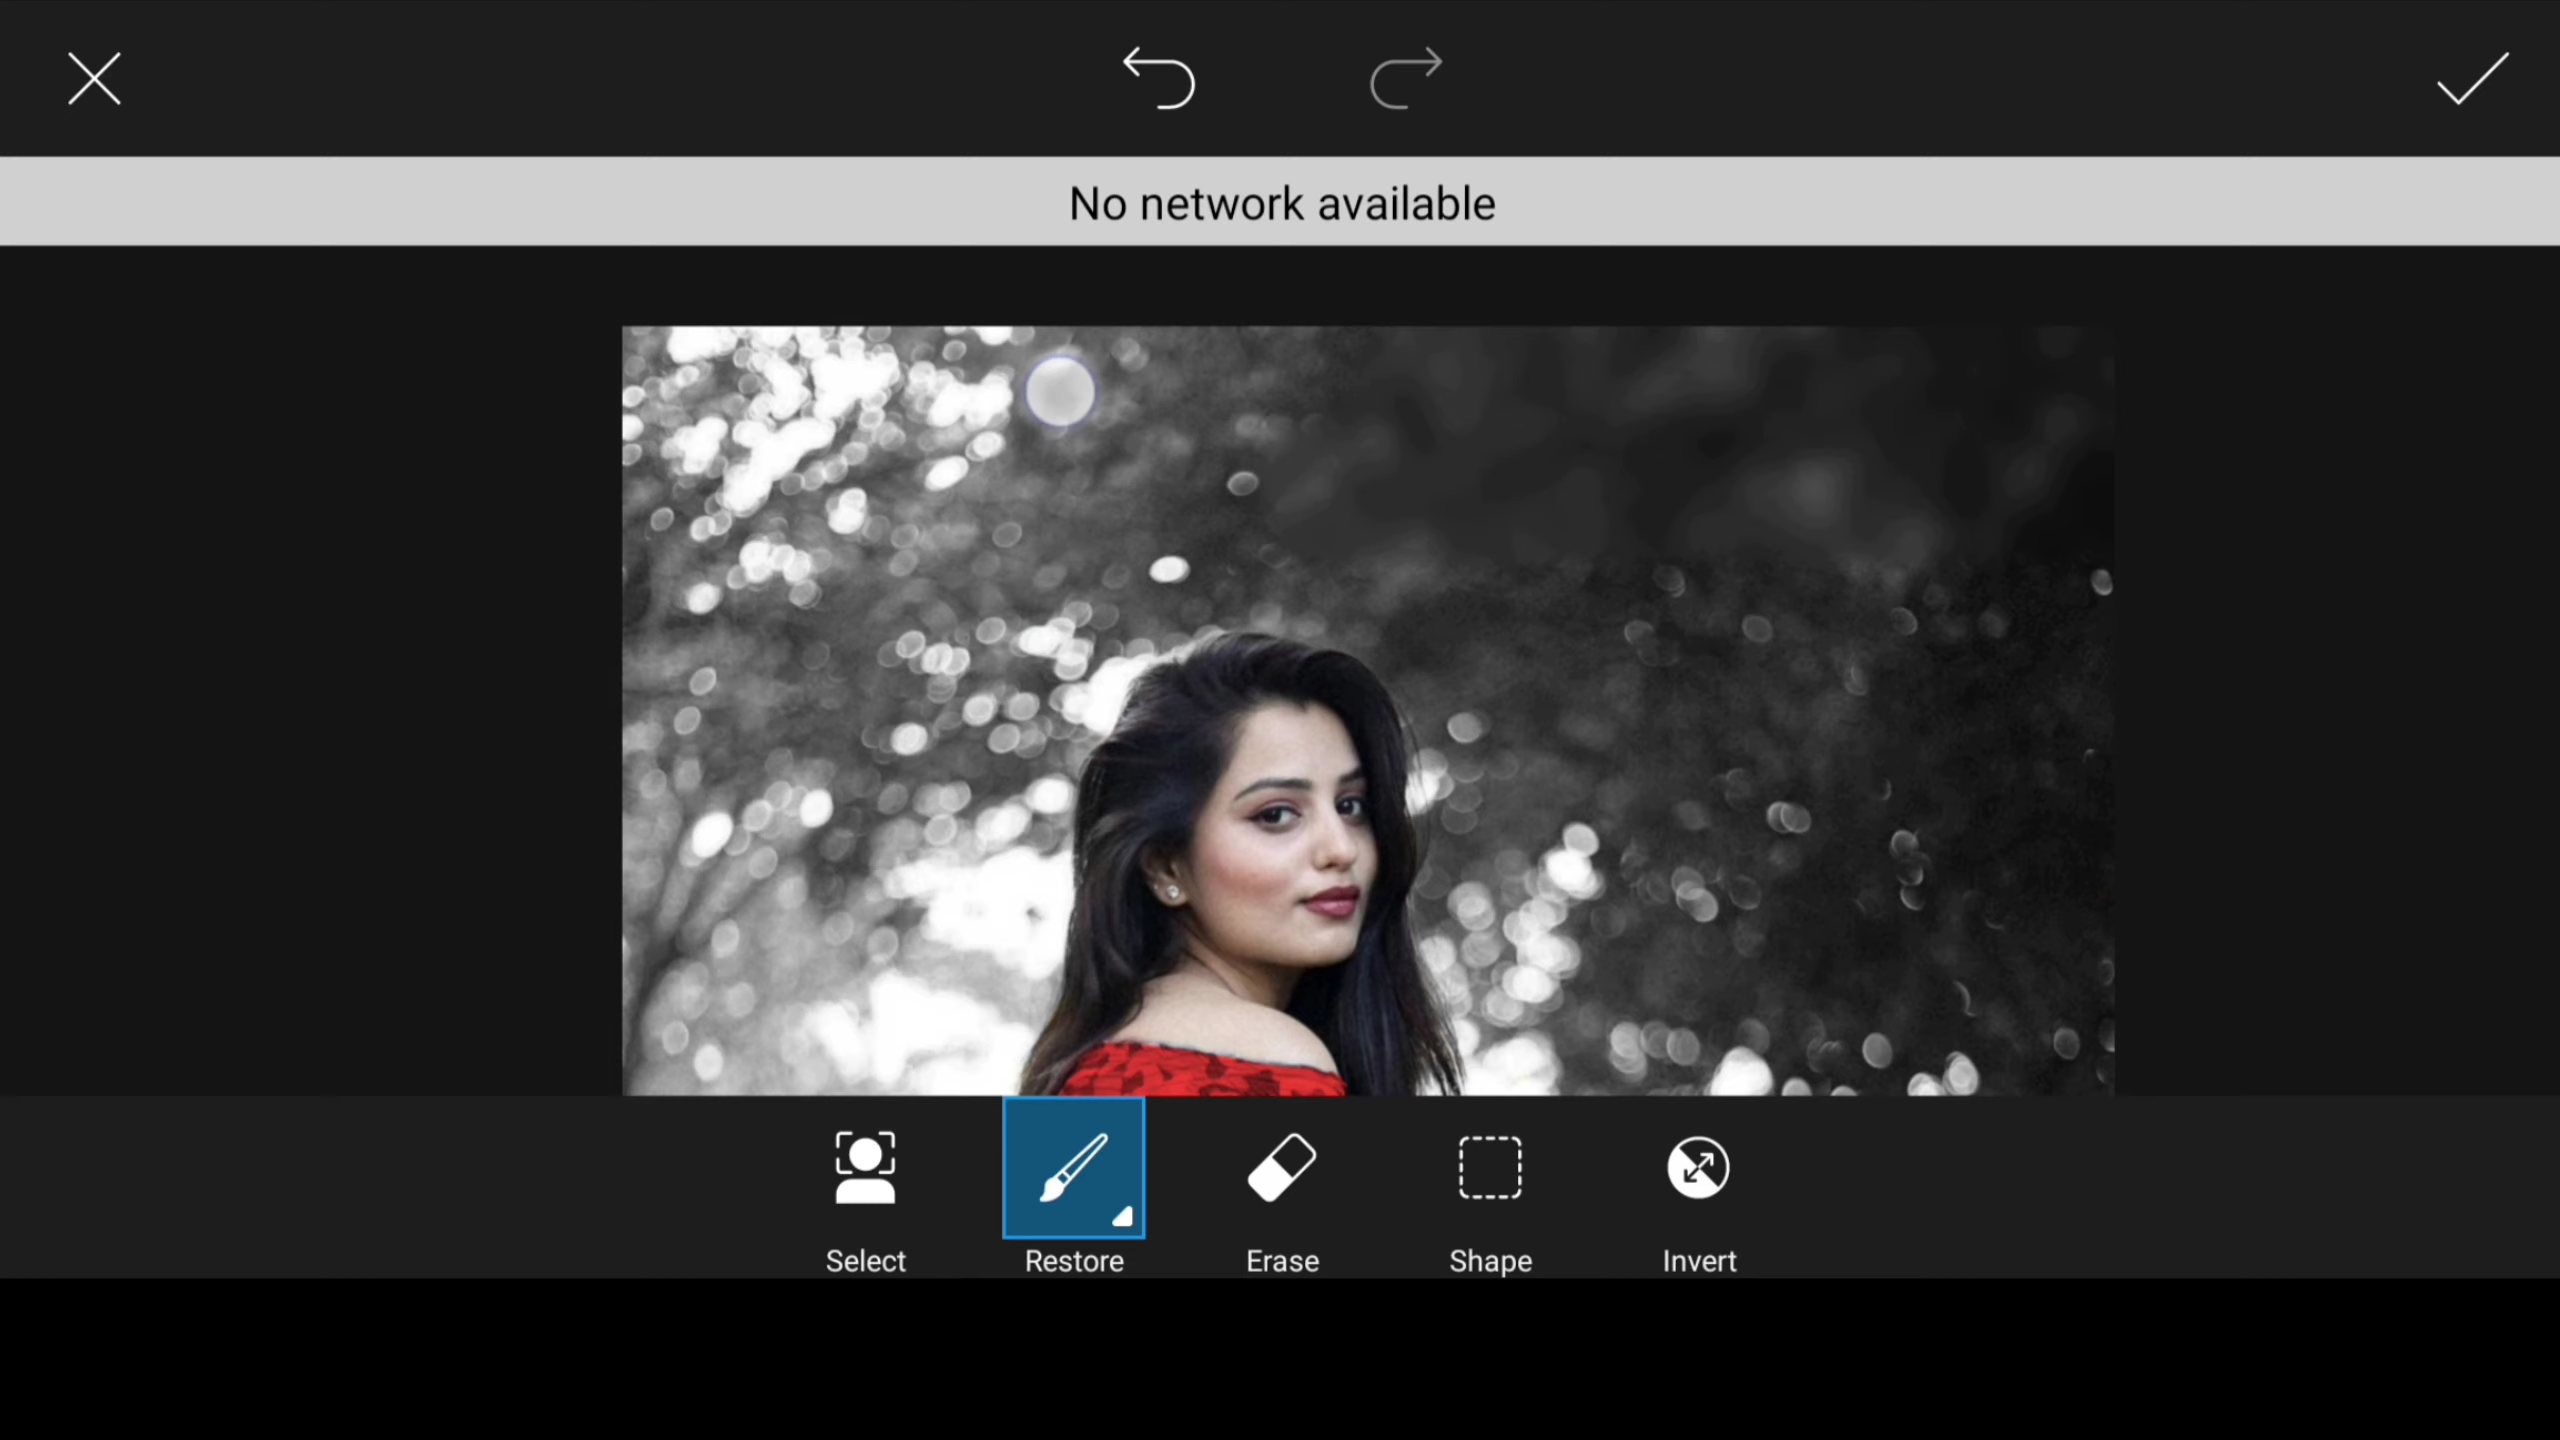 No network available
Select
Restore
Erase
Shape
Invert